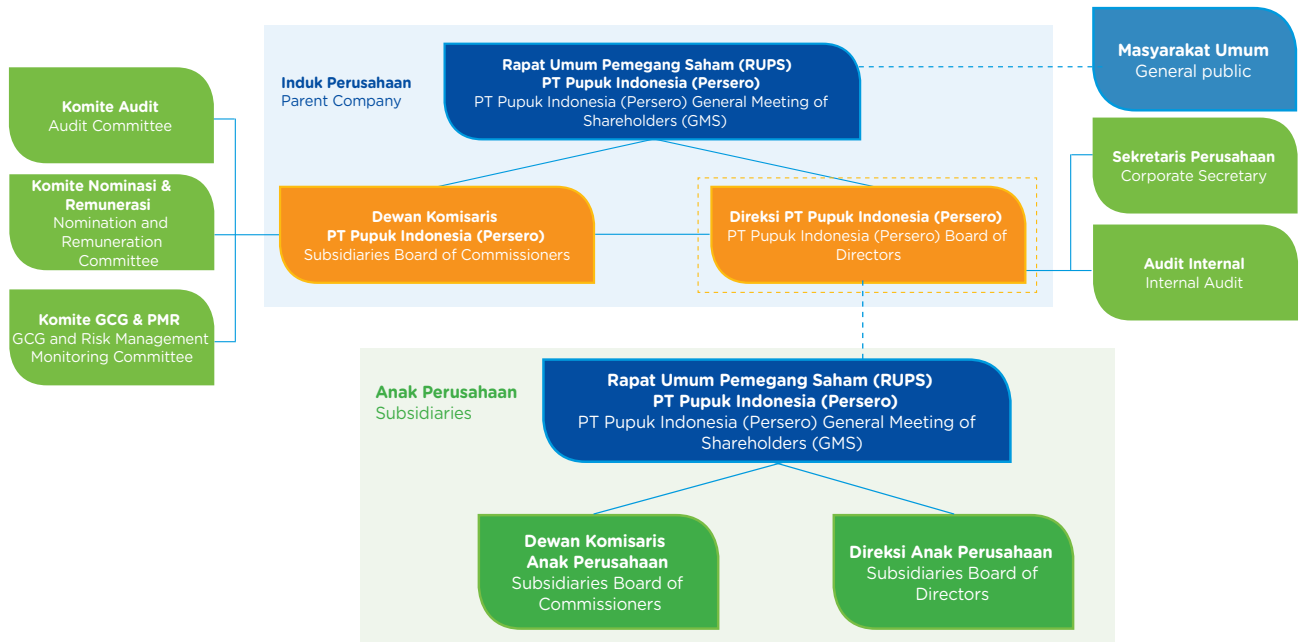 Induk Perusahaan
Parent Company
Rapat Umum Pemegang Saham (RUPS)
PT Pupuk Indonesia (Persero)
PT Pupuk Indonesia (Persero) General Meeting of
Shareholders (GMS)
Masyarakat Umum
General public
Komite Audit
Audit Committee
Komite Nominasi &
Remunerasi
Nomination and
Remuneration
Committee
Komite GCG & PMR
GCG and Risk Management
Monitoring Committee
Dewan Komisaris
PT Pupuk Indonesia (Persero)
Subsidiaries Board of Commissioners
Direksi PT Pupuk Indonesia (Persero)
PT Pupuk Indonesia (Persero) Board of
Directors
Sekretaris Perusahaan
Corporate Secretary
Audit Internal
Internal Audit
Anak Perusahaan
Subsidiaries
Rapat Umum Pemegang Saham (RUPS)
PT Pupuk Indonesia (Persero)
PT Pupuk Indonesia (Persero) General Meeting of
Shareholders (GMS)
Dewan Komisaris
Anak Perusahaan
Subsidiaries Board of
Commissioners
Direksi Anak Perusahaan
Subsidiaries Board of
Directors